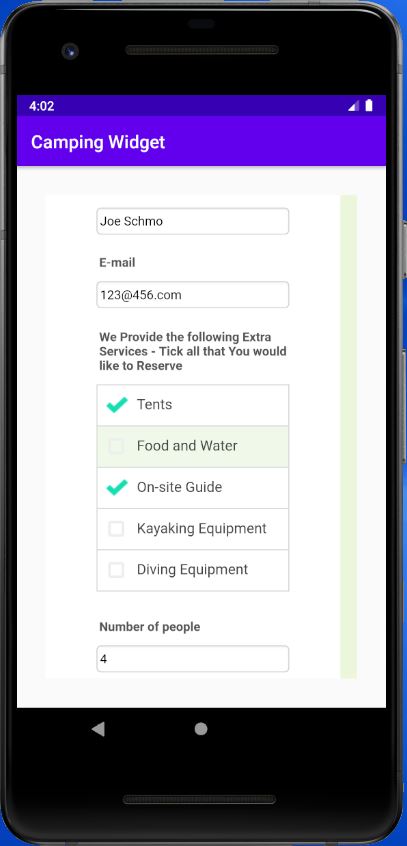 4:02
Camping Widget
Joe Schmo
E-mail
123@456.com
We Provide the following Extra
Services - Tick all that You would
like to Reserve
Tents
Food and Water
On-site Guide
Kayaking Equipment
Diving Equipment
Number of people
4